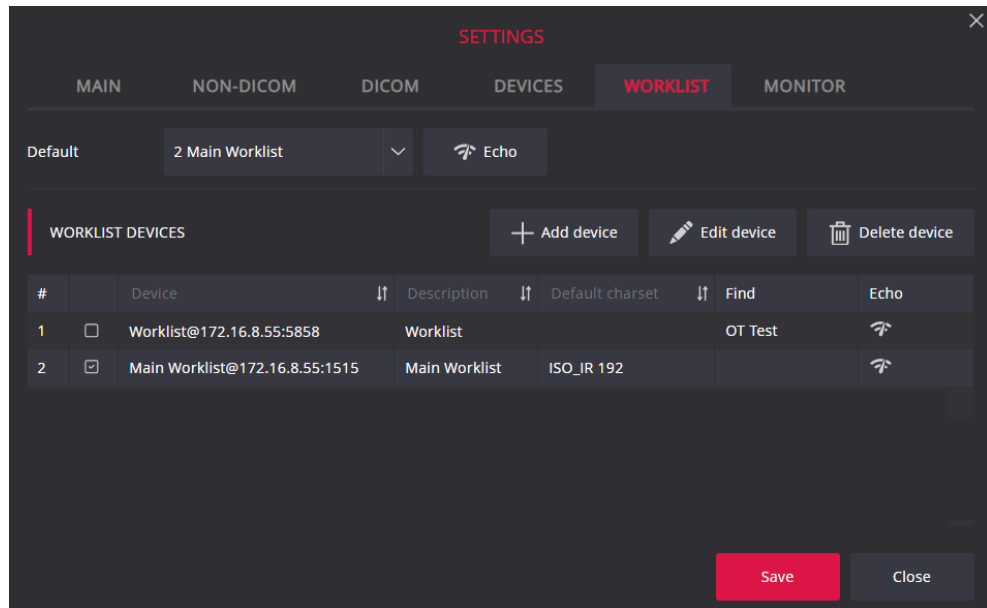 SETTINGS
MAIN NON-DICOM DICOM DEVICES WORKLIST MONITOR
Default 2 Main Worklist Echo
WORKLIST DEVICES Add device Edit device Delete device
# Device Description Default charset Find Echo
1 Worklist@172.16.8.55:5858 Worklist OT Test
2 Main Worklist@172.16.8.55:1515 Main Worklist ISO_IR 192
Save Close